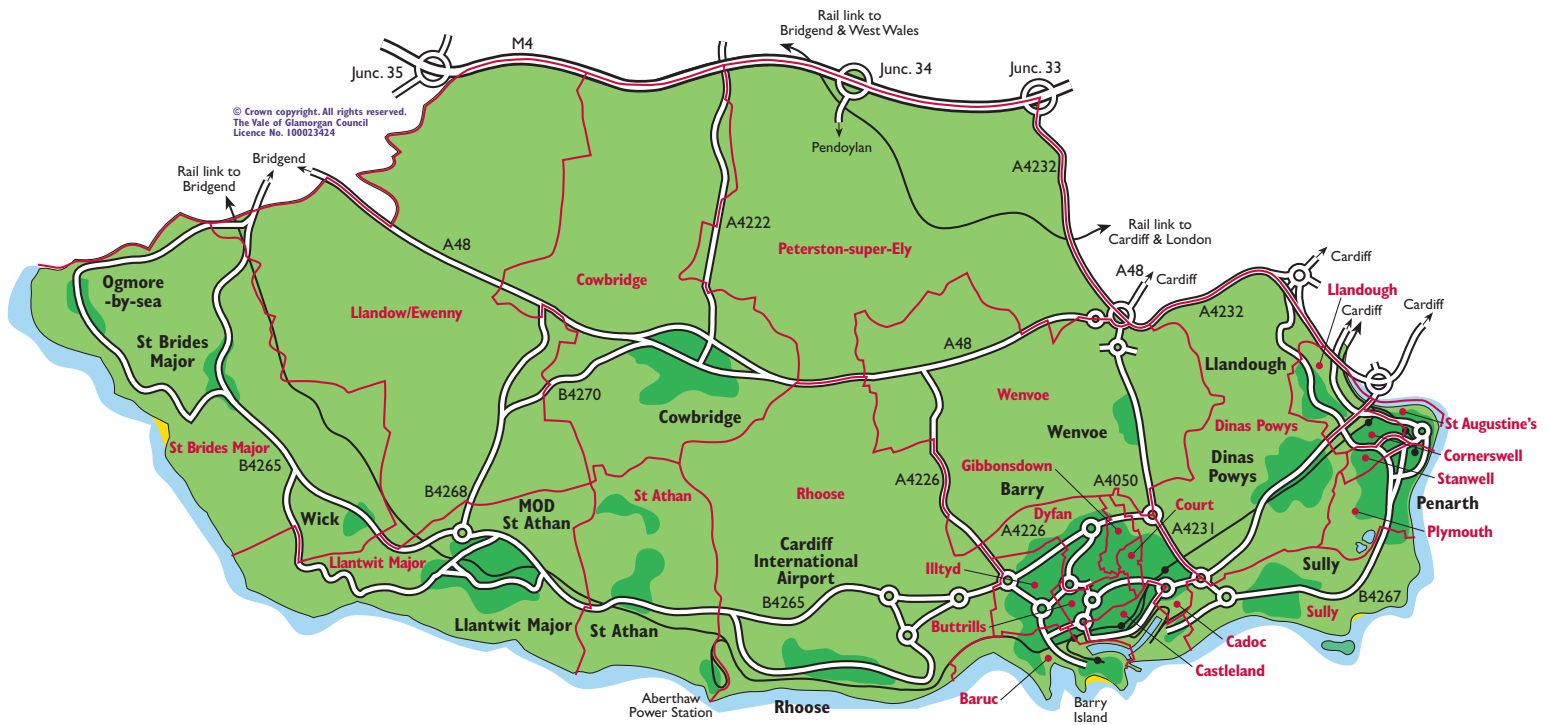 Rail link to
Bridgend & West Wales
M4
Junc. 35
Junc. 34
Junc. 33
© Crown copyright. All rights reserved.
The Vale of Glamorgan Council
Licence No. 100023424
Pendoylan
Bridgend
Rail link to
Bridgend
A4232
A4222
Rail link to
Cardiff & London
A48
Peterston-super-Ely
Cardiff
A48
Cardiff
Cowbridge
Ogmore
-by-sea
Llandough
Llandow/Ewenny
A4232
Cardiff
Cardiff
St Brides
Major
A48
Llandough
B4270
Wenvoe
Cowbridge
St Augustine's
Dinas Powys
Wenvoe
St Brides Major
Cornerswell
Dinas
Powys
B4265
Gibbonsdown
Stanwell
A4226
A4050
B4268
St Athan
Rhoose
Barry
Penarth
Court
MOD
St Athan
Dyfan
Wick
A4226
A4231
Plymouth
Cardiff
International
Airport
Llantwit Major
Illtyd
Sully
B4265
B4267
Sully
Llantwit Major
St Athan
Buttrills
Cadoc
Castleland
Baruc
Aberthaw
Power Station
Rhoose
Barry
Island